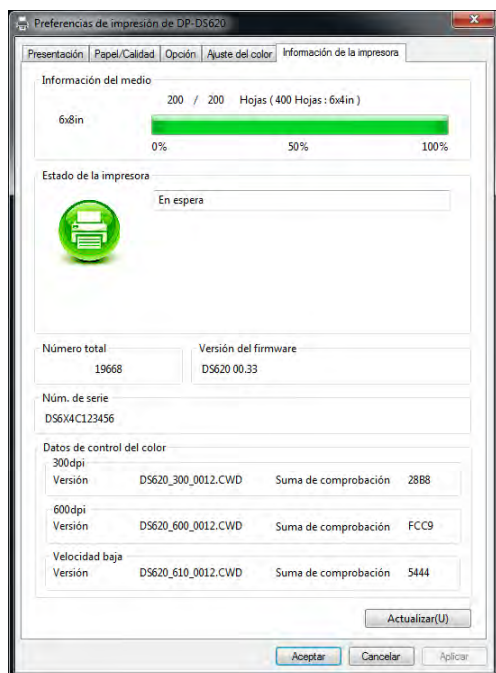 Preferencias de impresión de DP-DS620
Presentación Papel/Calidad Opción Ajuste del color Información de la impresora
Información del medio
200 / 200 Hojas ( 400 Hojas : 6x4in )
6x8in
0% 50% 100%
Estado de la impresora
En espera
Número total Versión del firmware
19668 DS620 00.33
Núm. de serie
DS6X4C123456
Datos de control del color
300dpi
Versión DS620_300_0012.CWD Suma de comprobación 28B8
600dpi
Versión DS620_600_0012.CWD Suma de comprobación FCC9
Velocidad baja
Versión DS620_610_0012.CWD Suma de comprobación 5444
Actualizar(U)
Aceptar Cancelar Aplicar